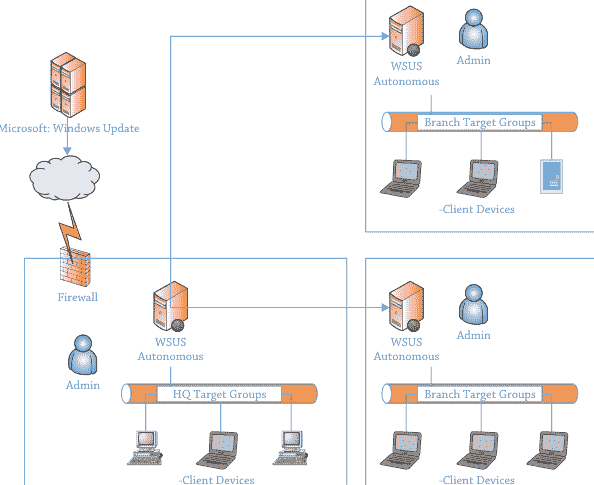 WSUS
Autonomous
Admin
Microsoft: Windows Update
Branch Target Groups
-Client Devices
Firewall
WSUS
Autonomous
Admin
HQ Target Groups
-Client Devices
WSUS
Autonomous
Admin
Branch Target Groups
-Client Devices